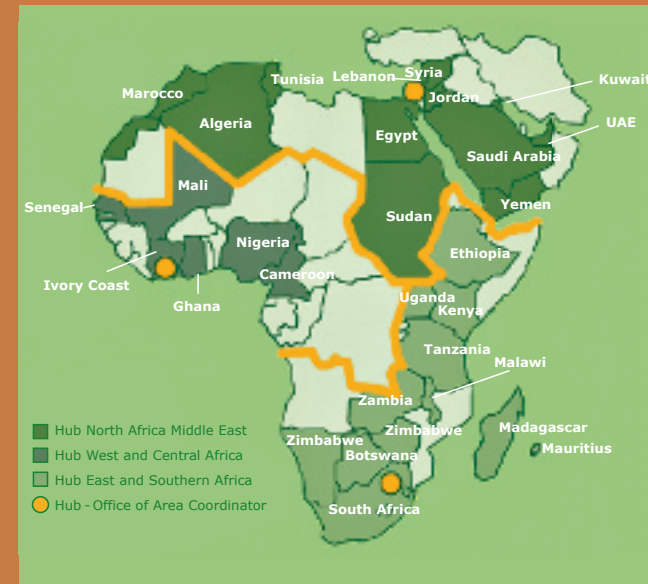 Tunisia
Lebanon
Syria
Kuwait
Marocco
Jordan
Algeria
UAE
Egypt
Saudi Arabia
Mali
Senegal
Yemen
Sudan
Nigeria
Ethiopia
Cameroon
Ivory Coast
Uganda
Ghana
Kenya
Tanzania
Malawi
Zambia
Madagascar
Zimbabwe
Zimbabwe
Mauritius
Botswana
South Africa
Hub North Africa Middle East
Hub West and Central Africa
Hub East and Southern Africa
Hub - Office of Area Coordinator